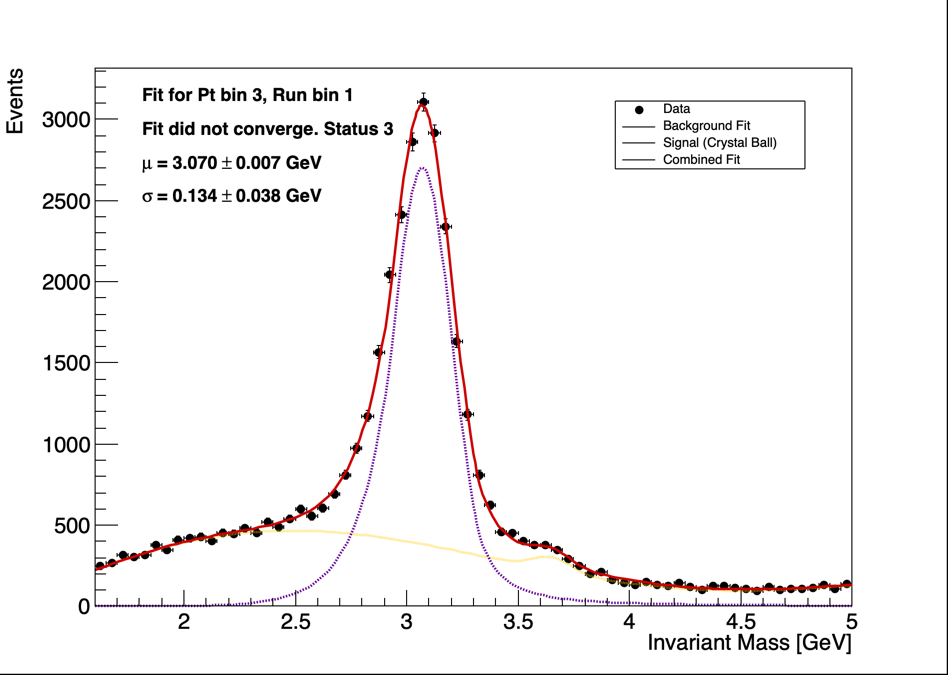 Events
Fit for Pt bin 3, Run bin 1
Fit did not converge. Status 3
μ = 3.070 ± 0.007 GeV
σ = 0.134 ± 0.038 GeV
Data
Background Fit
Signal (Crystal Ball)
Combined Fit
3000
2500
2000
1500
1000
500
0
2 2.5 3 3.5 4 4.5 5
Invariant Mass [GeV]